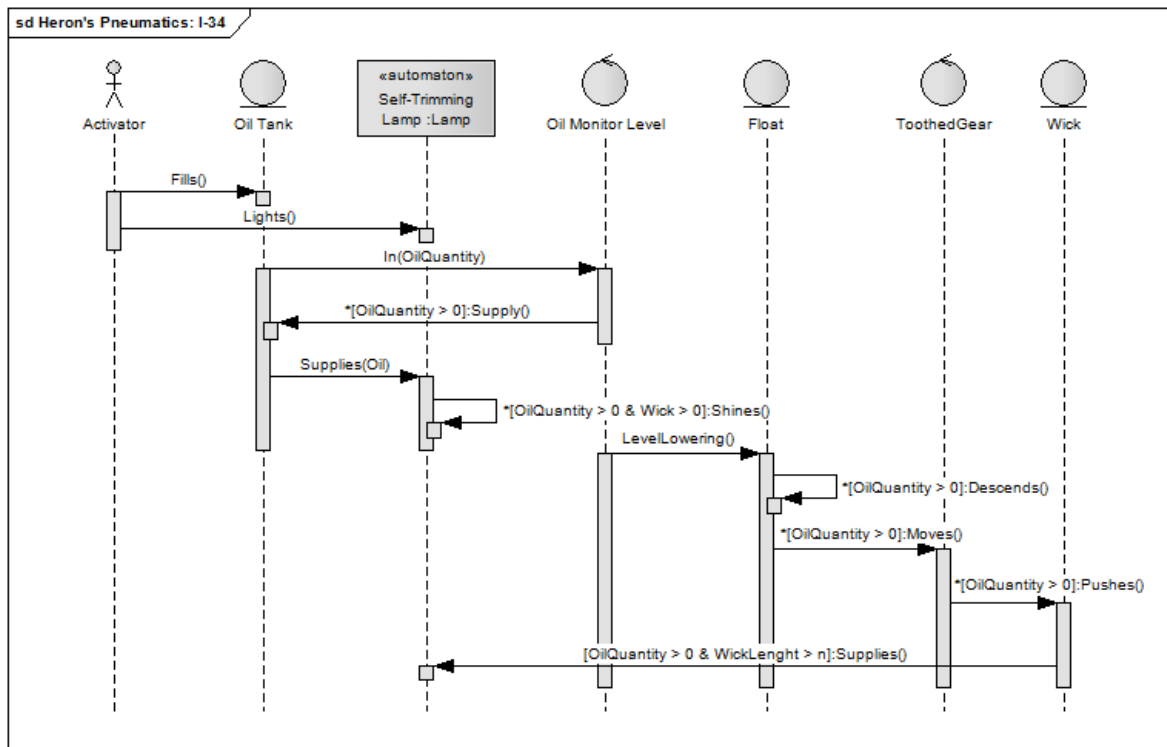 sd Heron's Pneumatics: I-34
«automaton»
Self-Trimming
Lamp :Lamp
Activator
Oil Tank
Oil Monitor Level
Float
ToothedGear
Wick
Fills()
Lights()
In(OilQuantity)
*[OilQuantity > 0]:Supply()
Supplies(Oil)
*[OilQuantity > 0 & Wick > 0]:Shines()
LevelLowering()
*[OilQuantity > 0]:Descends()
*[OilQuantity > 0]:Moves()
*[OilQuantity > 0]:Pushes()
[OilQuantity > 0 & WickLenght > n]:Supplies()